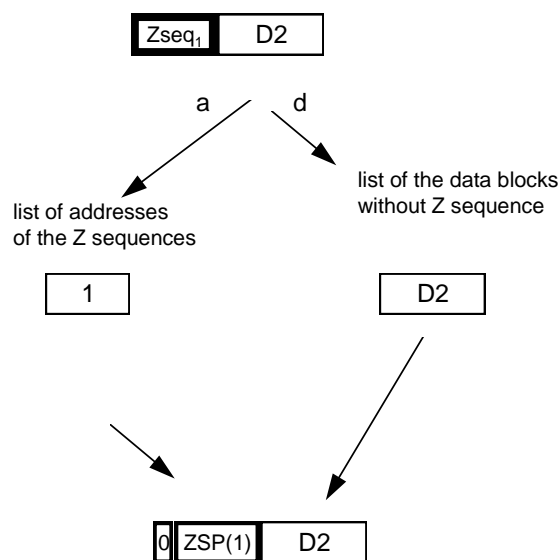 Zseq₁ D2
a d
list of addresses
of the Z sequences
list of the data blocks
without Z sequence
1
D2
0 ZSP(1) D2